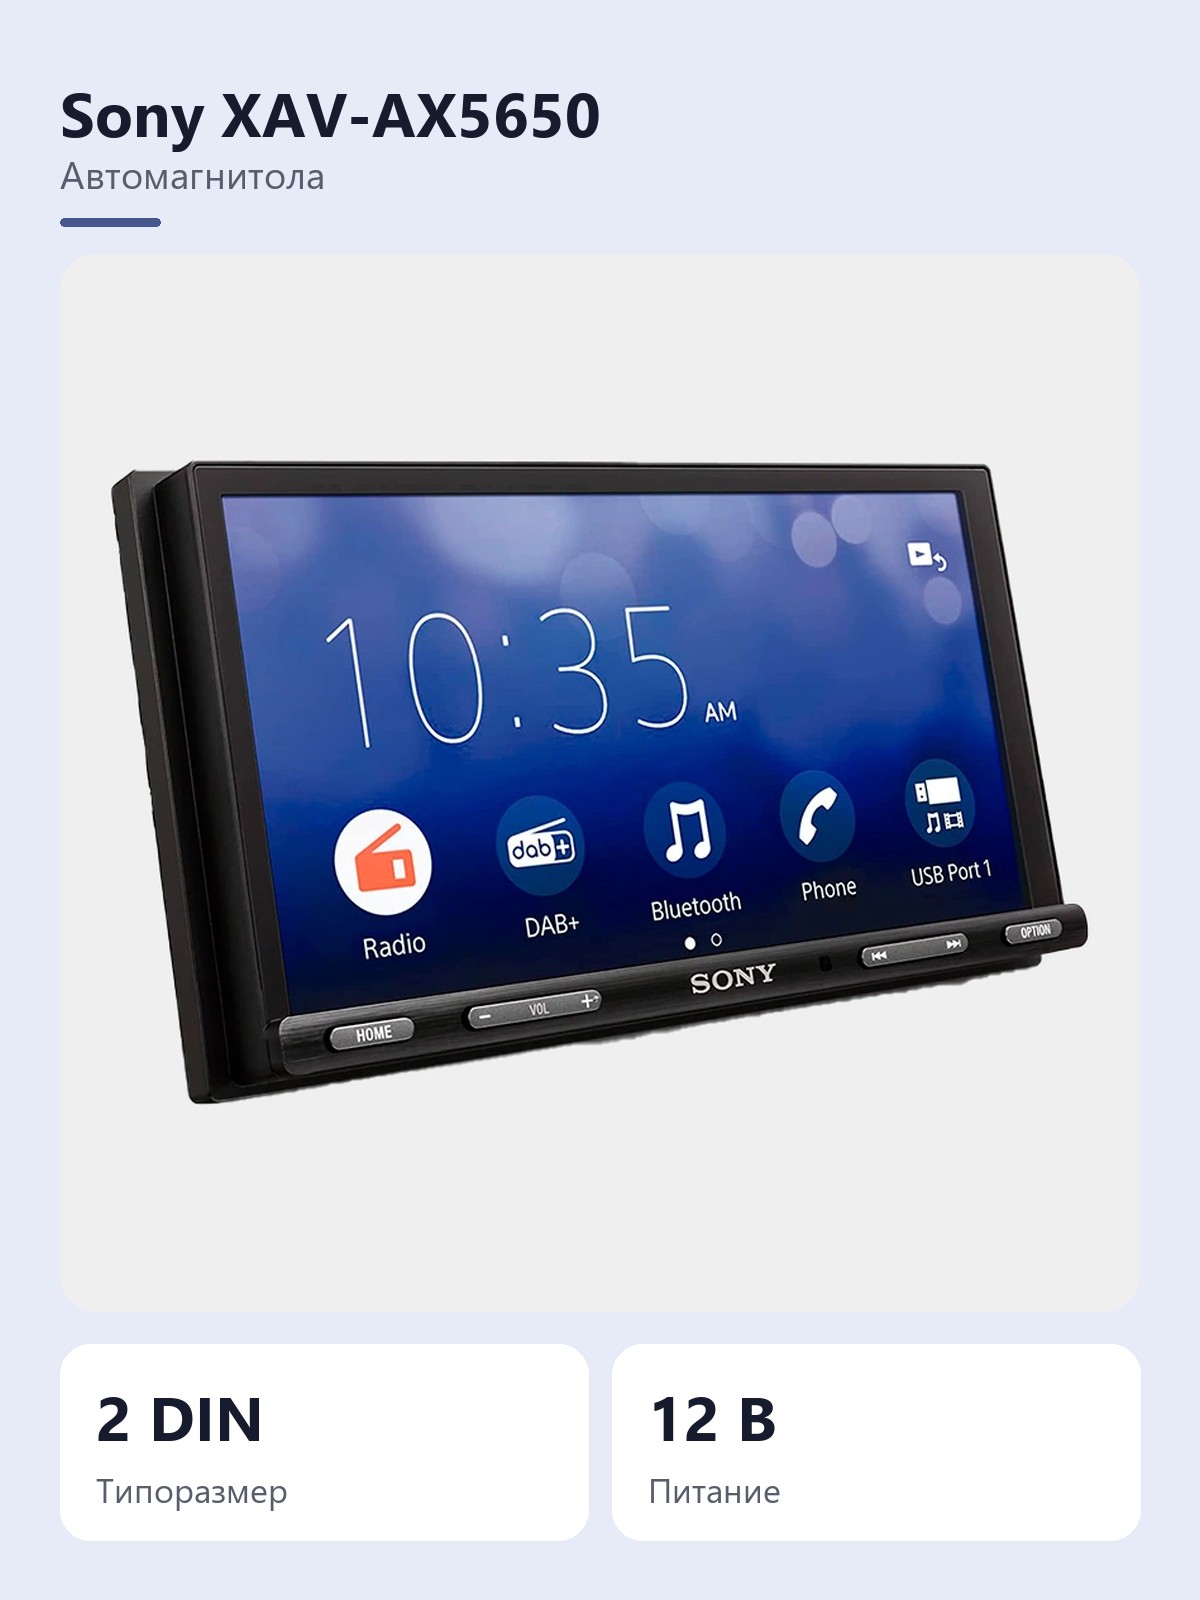 Sony XAV-AX5650
Автомагнитола
10:35 AM
dab+
Radio
DAB+
Bluetooth
Phone
USB Port 1
SONY
OPTION
HOME
VOL
2 DIN
12 В
Типоразмер
Питание